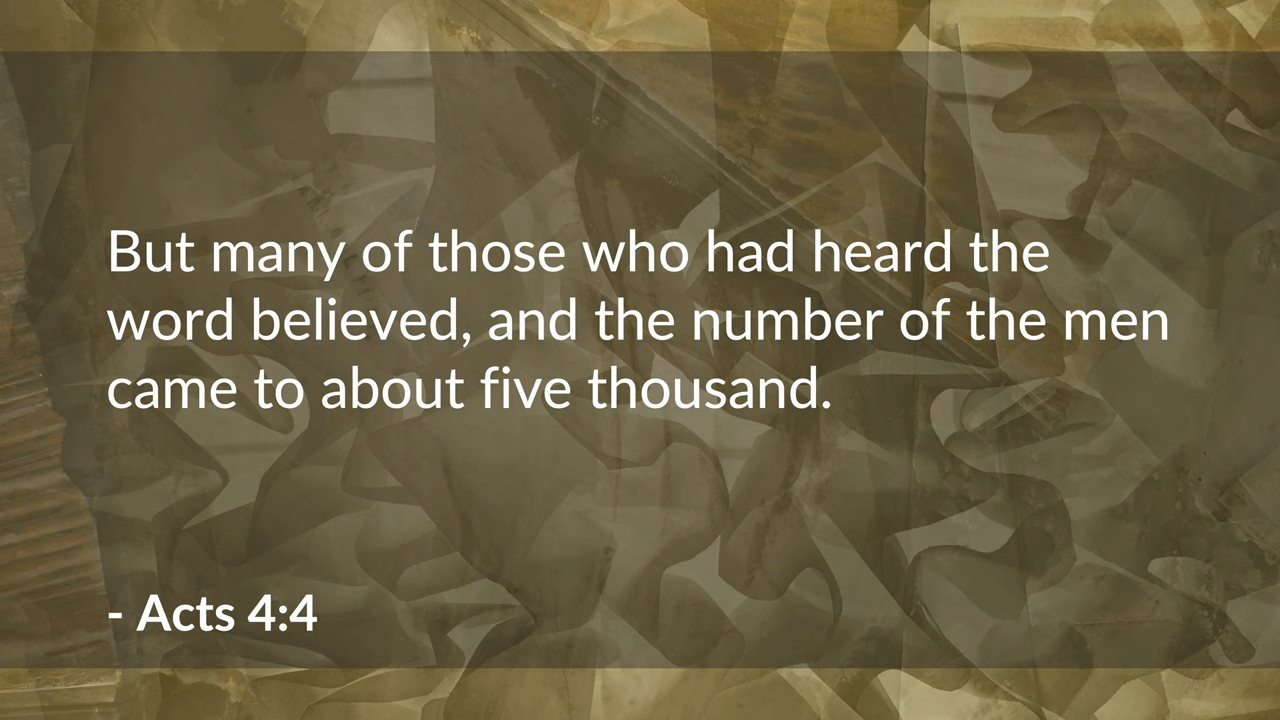 But many of those who had heard the
word believed, and the number of the men
came to about five thousand.
- Acts 4:4